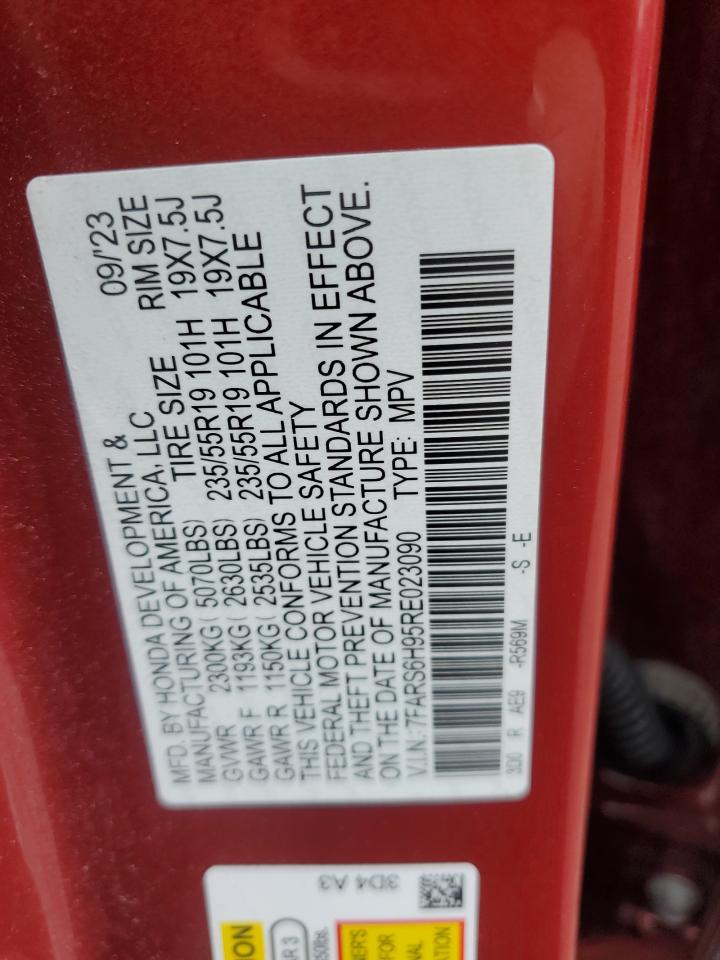 MFD. BY HONDA DEVELOPMENT & 09/'23
MANUFACTURING OF AMERICA, LLC
TIRE SIZE RIM SIZE
GVWR 2300KG( 5070LBS)
GAWR F 1193KG( 2630LBS) 235/55R19 101H 19X7.5J
GAWR R 1150KG( 2535LBS) 235/55R19 101H 19X7.5J
THIS VEHICLE CONFORMS TO ALL APPLICABLE
FEDERAL MOTOR VEHICLE SAFETY
AND THEFT PREVENTION STANDARDS IN EFFECT
ON THE DATE OF MANUFACTURE SHOWN ABOVE.
V.I.N.: 7FARS6H95RE023090 TYPE: MPV
3D0 R AE9 -R569M -S -E
3D4 A3